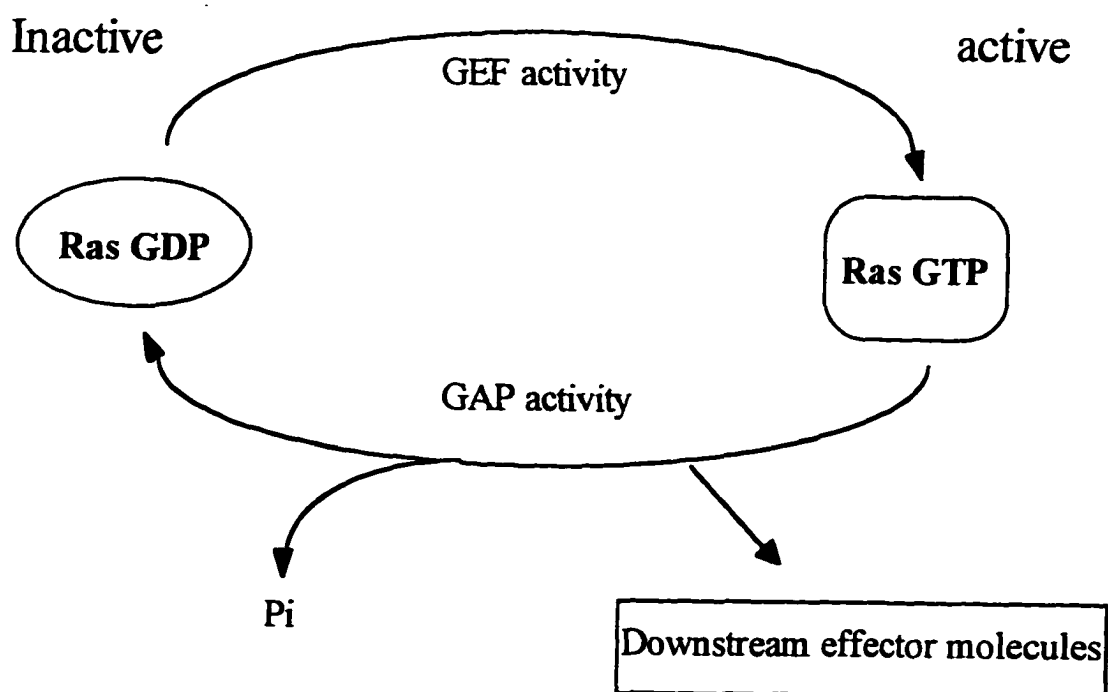 Inactive
active
GEF activity
Ras GDP
Ras GTP
GAP activity
Pi
Downstream effector molecules